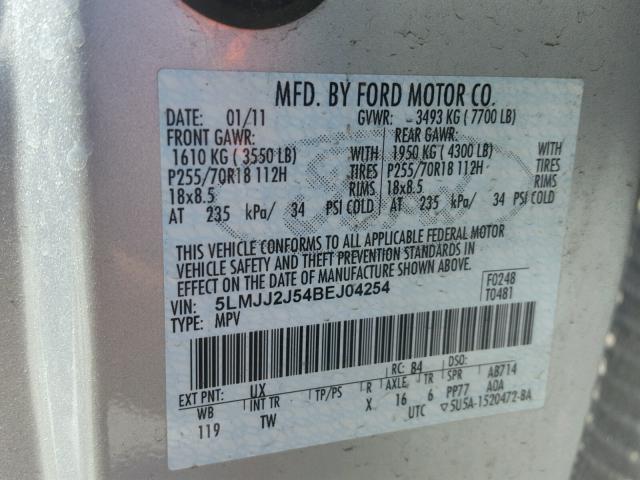 MFD. BY FORD MOTOR CO.
DATE: 01/11 GVWR: 3493 KG (7700 LB)
FRONT GAWR: REAR GAWR:
1610 KG (3550 LB) WITH 1950 KG (4300 LB) WITH
P255/70R18 112H TIRES P255/70R18 112H TIRES
18x8.5 RIMS 18x8.5 RIMS
AT 235 kPa/ 34 PSI COLD AT 235 kPa/ 34 PSI COLD
THIS VEHICLE CONFORMS TO ALL APPLICABLE FEDERAL MOTOR
VEHICLE SAFETY AND THEFT PREVENTION STANDARDS IN
EFFECT ON THE DATE OF MANUFACTURE SHOWN ABOVE.
VIN: 5LMJJ2J54BEJ04254 F0248
TYPE: MPV T0481
EXT PNT: UX RC: 84 DSO:
WB INT TR TP/PS R AXLE TR SPR AB714
119 TW X 16 6 PP77 AOA
UTC ▽5U5A-1520472-BA